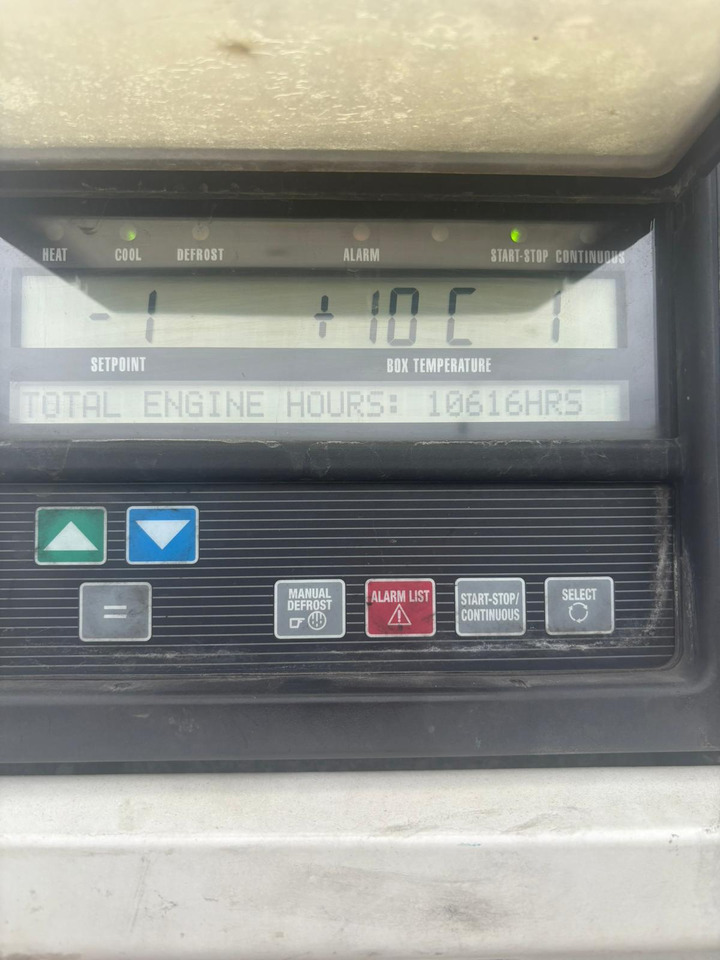 HEAT COOL DEFROST ALARM START-STOP CONTINUOUS
-1 +10C 1
SETPOINT BOX TEMPERATURE
TOTAL ENGINE HOURS: 10616HRS
=
MANUAL DEFROST
ALARM LIST
START-STOP/
CONTINUOUS
SELECT